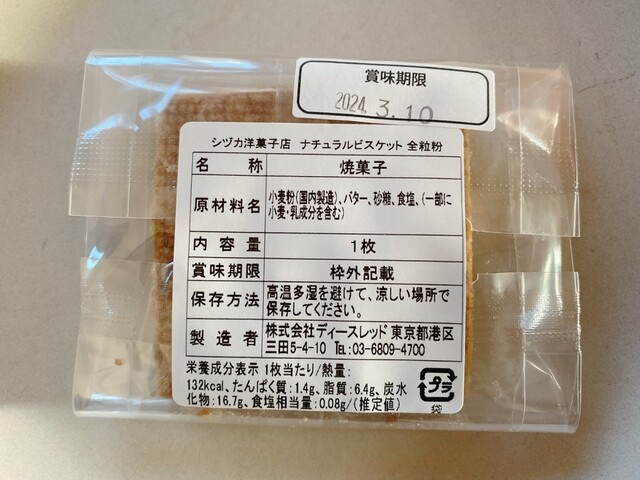 賞味期限
2024.3.10
シヅカ洋菓子店 ナチュラルビスケット 全粒粉
名称 焼菓子
原材料名 小麦粉(国内製造)、バター、砂糖、食塩、(一部に
小麦・乳成分を含む)
内容量 1枚
賞味期限 枠外記載
保存方法 高温多湿を避けて、涼しい場所で
保存してください。
製造者 株式会社ディースレッド 東京都港区
三田5-4-10 TEL:03-6809-4700
栄養成分表示 1枚当たり/熱量:
132kcal、たんぱく質:1.4g、脂質:6.4g、炭水
化物:16.7g、食塩相当量:0.08g/(推定値)
プラ
袋